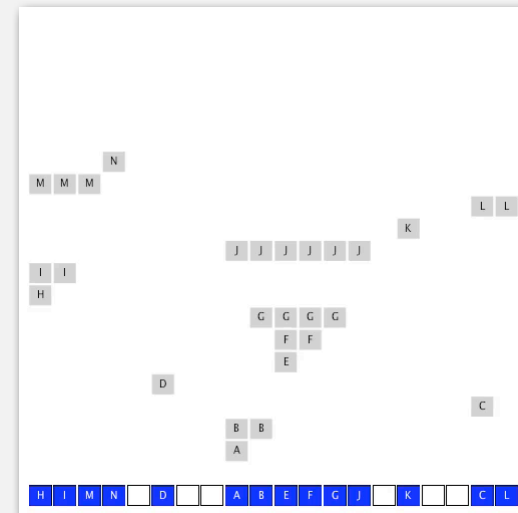 N
M M M
L L
K
J J J J J J
I I
H
G G G G
F F
E
D
C
B B
A
H I M N D A B E F G J K C L